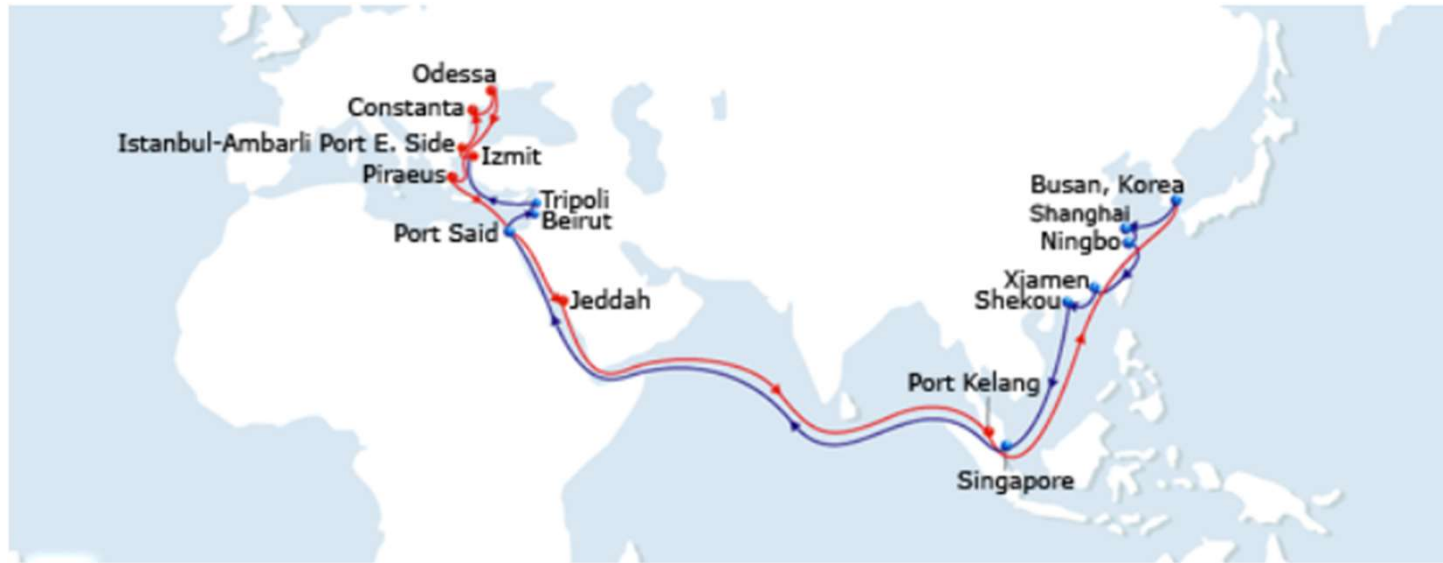 Odessa
Constanta
Istanbul-Ambarli Port E. Side
Izmit
Piraeus
Tripoli
Beirut
Port Said
Jeddah
Busan, Korea
Shanghai
Ningbo
Xiamen
Shekou
Port Kelang
Singapore